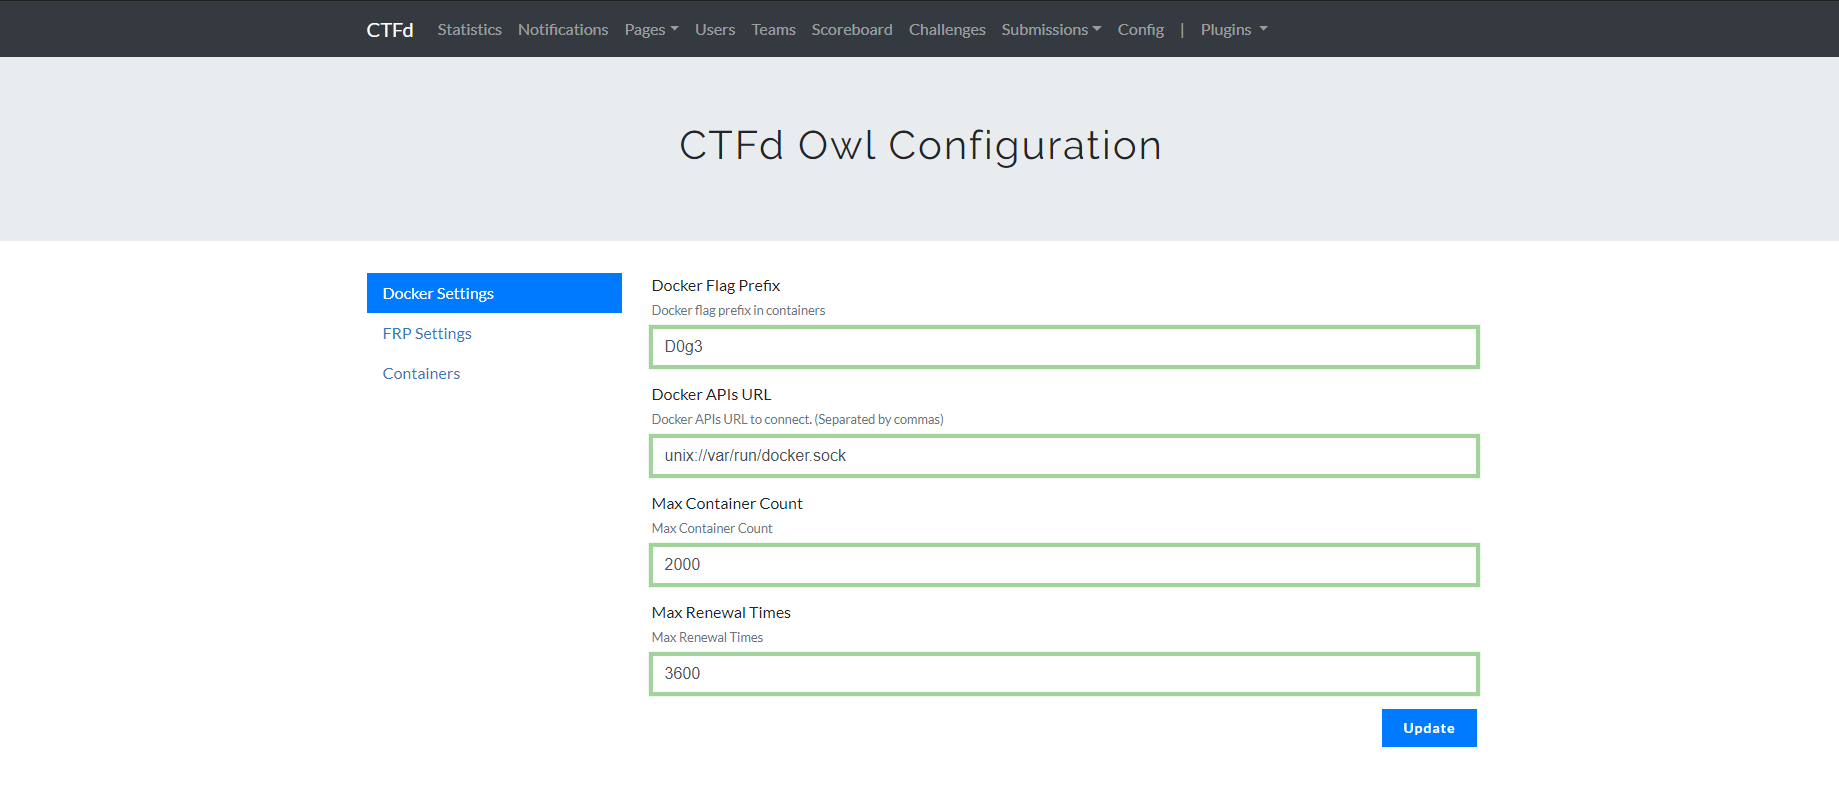 CTFd Statistics Notifications Pages Users Teams Scoreboard Challenges Submissions Config | Plugins
CTFd Owl Configuration
Docker Settings
FRP Settings
Containers
Docker Flag Prefix
Docker flag prefix in containers
D0g3
Docker APIs URL
Docker APIs URL to connect. (Separated by commas)
unix://var/run/docker.sock
Max Container Count
Max Container Count
2000
Max Renewal Times
Max Renewal Times
3600
Update